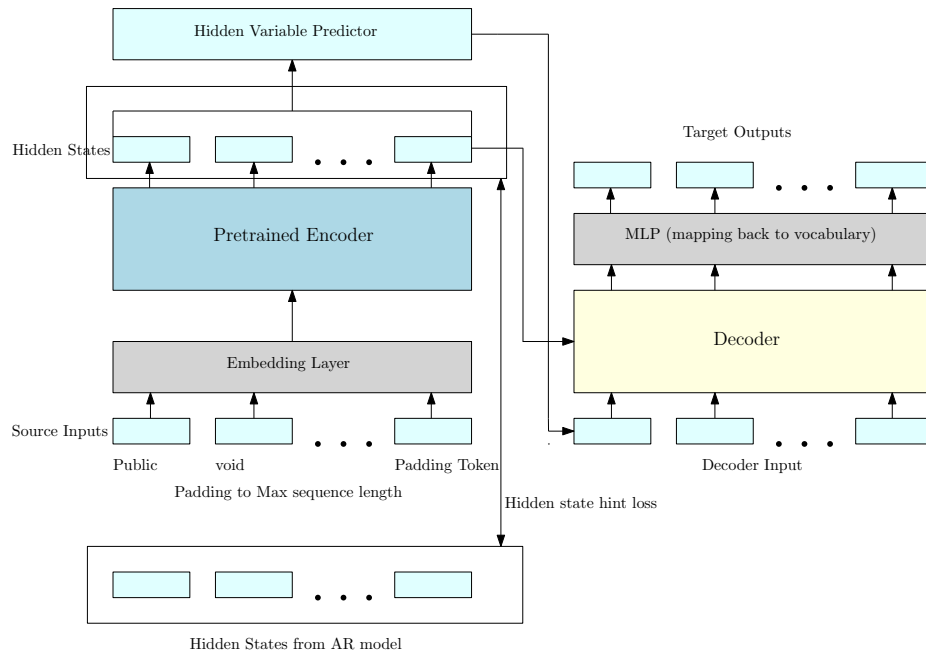 Hidden Variable Predictor
Hidden States
Pretrained Encoder
Embedding Layer
Source Inputs
Public void Padding Token
Padding to Max sequence length
Hidden state hint loss
Hidden States from AR model
Target Outputs
MLP (mapping back to vocabulary)
Decoder
Decoder Input